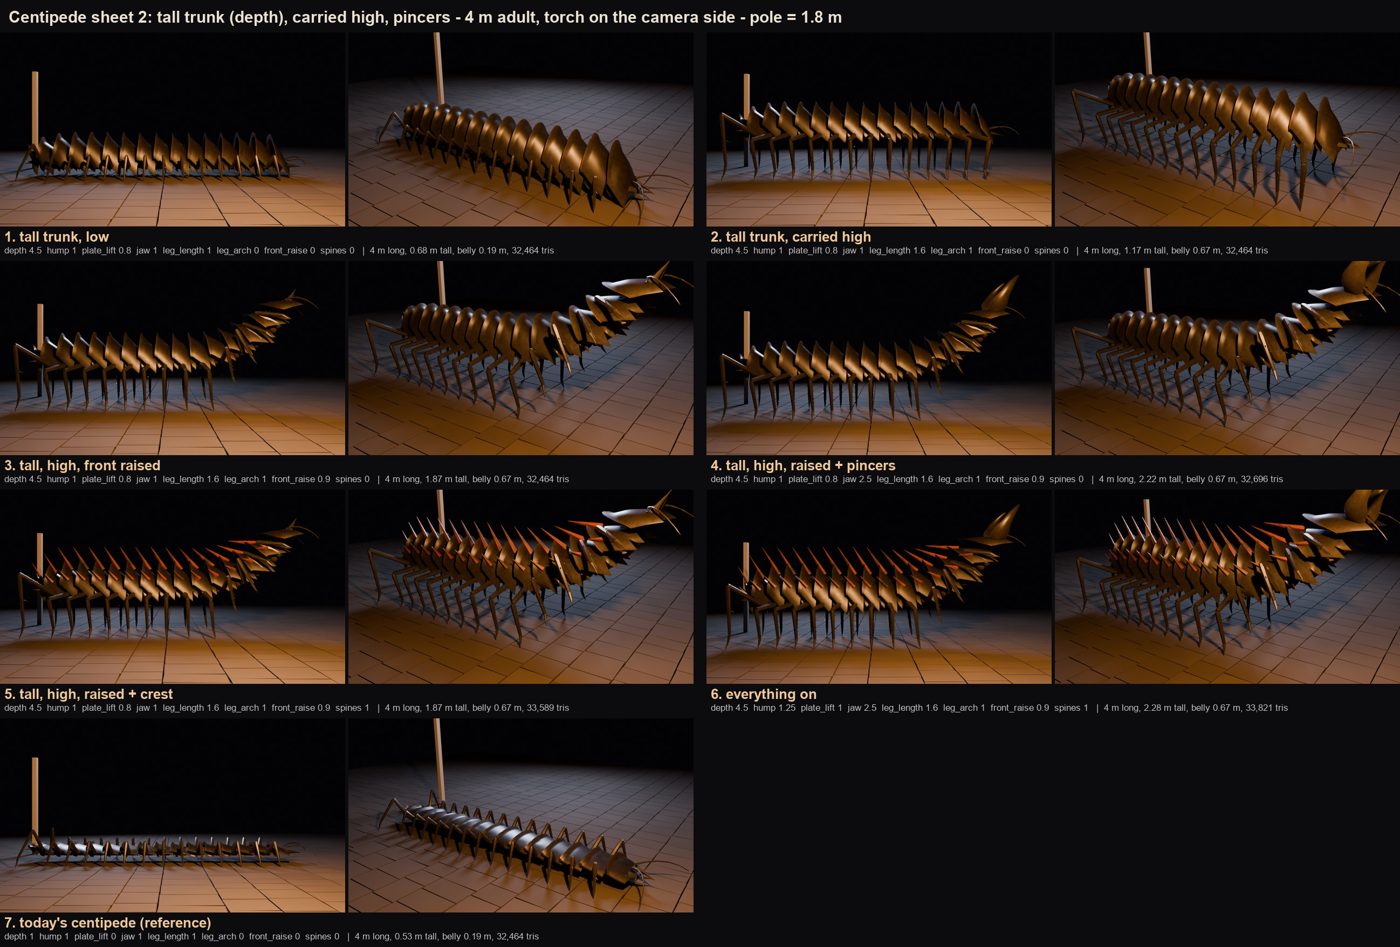 Centipede sheet 2: tall trunk (depth), carried high, pincers - 4 m adult, torch on the camera side - pole = 1.8 m
1. tall trunk, low
depth 4.5 hump 1 plate_lift 0.8 jaw 1 leg_length 1 leg_arch 0 front_raise 0 spines 0 | 4 m long, 0.68 m tall, belly 0.19 m, 32,464 tris
2. tall trunk, carried high
depth 4.5 hump 1 plate_lift 0.8 jaw 1 leg_length 1.6 leg_arch 1 front_raise 0 spines 0 | 4 m long, 1.17 m tall, belly 0.67 m, 32,464 tris
3. tall, high, front raised
depth 4.5 hump 1 plate_lift 0.8 jaw 1 leg_length 1.6 leg_arch 1 front_raise 0.9 spines 0 | 4 m long, 1.87 m tall, belly 0.67 m, 32,464 tris
4. tall, high, raised + pincers
depth 4.5 hump 1 plate_lift 0.8 jaw 2.5 leg_length 1.6 leg_arch 1 front_raise 0.9 spines 0 | 4 m long, 2.22 m tall, belly 0.67 m, 32,696 tris
5. tall, high, raised + crest
depth 4.5 hump 1 plate_lift 0.8 jaw 1 leg_length 1.6 leg_arch 1 front_raise 0.9 spines 1 | 4 m long, 1.87 m tall, belly 0.67 m, 33,589 tris
6. everything on
depth 4.5 hump 1.25 plate_lift 1 jaw 2.5 leg_length 1.6 leg_arch 1 front_raise 0.9 spines 1 | 4 m long, 2.28 m tall, belly 0.67 m, 33,821 tris
7. today's centipede (reference)
depth 1 hump 1 plate_lift 0 jaw 1 leg_length 1 leg_arch 0 front_raise 0 spines 0 | 4 m long, 0.53 m tall, belly 0.19 m, 32,464 tris